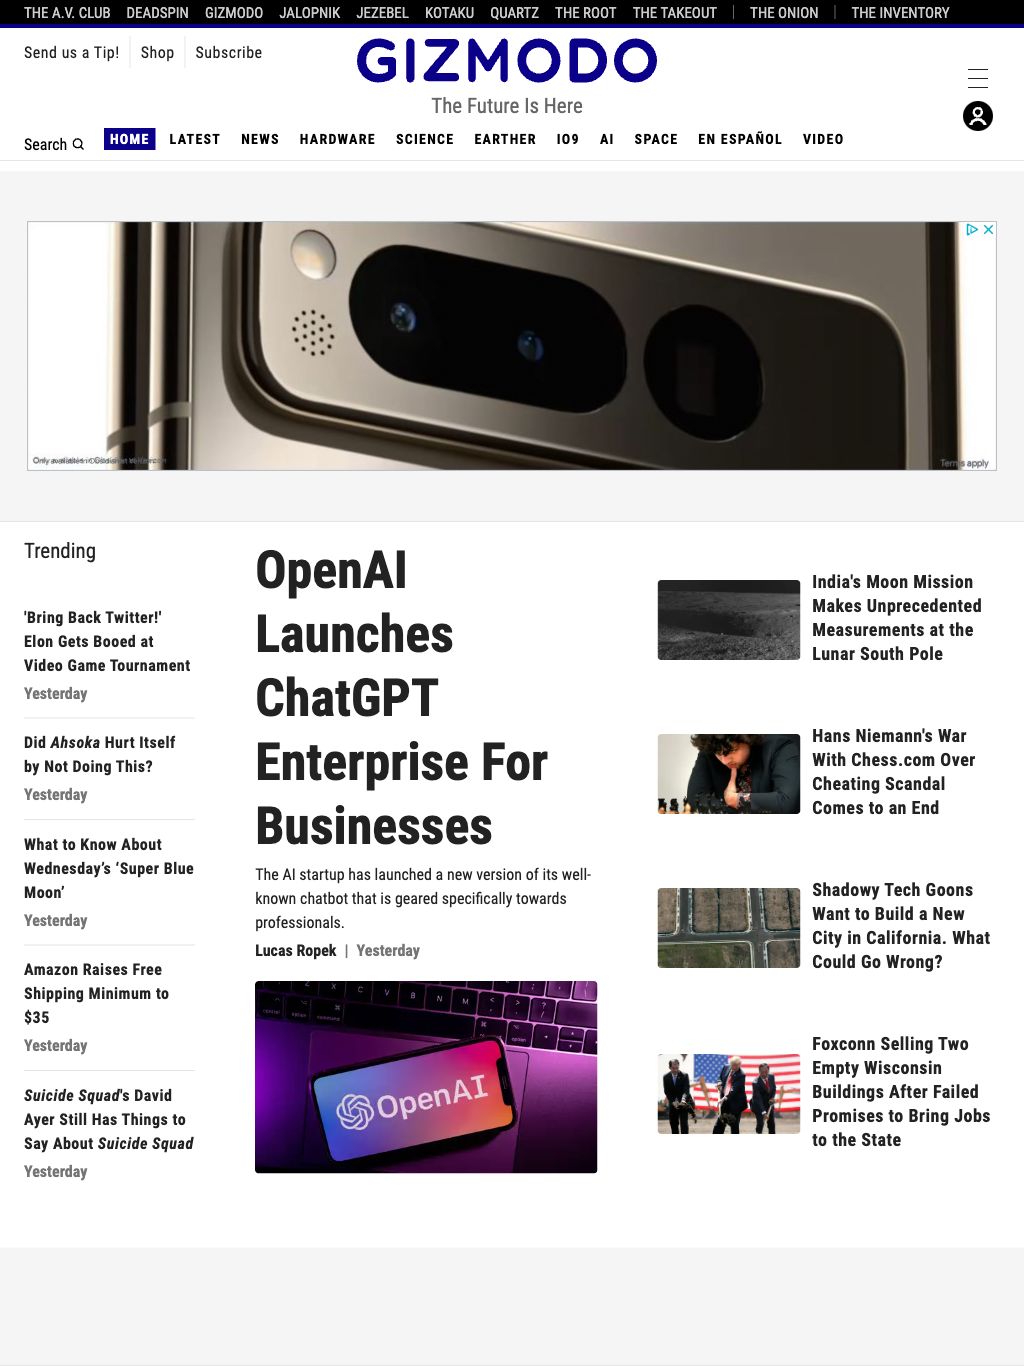 THE A.V. CLUB DEADSPIN GIZMODO JALOPNIK JEZEBEL KOTAKU QUARTZ THE ROOT THE TAKEOUT THE ONION THE INVENTORY
Send us a Tip! Shop Subscribe
GIZMODO
The Future Is Here
Search HOME LATEST NEWS HARDWARE SCIENCE EARTHER IO9 AI SPACE EN ESPAÑOL VIDEO
Terms apply
Trending
'Bring Back Twitter!'
Elon Gets Booed at
Video Game Tournament
Yesterday
Did Ahsoka Hurt Itself
by Not Doing This?
Yesterday
What to Know About
Wednesday’s ‘Super Blue
Moon’
Yesterday
Amazon Raises Free
Shipping Minimum to
$35
Yesterday
Suicide Squad's David
Ayer Still Has Things to
Say About Suicide Squad
Yesterday
OpenAI
Launches
ChatGPT
Enterprise For
Businesses
The AI startup has launched a new version of its well-
known chatbot that is geared specifically towards
professionals.
Lucas Ropek | Yesterday
OpenAI
India's Moon Mission
Makes Unprecedented
Measurements at the
Lunar South Pole
Hans Niemann's War
With Chess.com Over
Cheating Scandal
Comes to an End
Shadowy Tech Goons
Want to Build a New
City in California. What
Could Go Wrong?
Foxconn Selling Two
Empty Wisconsin
Buildings After Failed
Promises to Bring Jobs
to the State